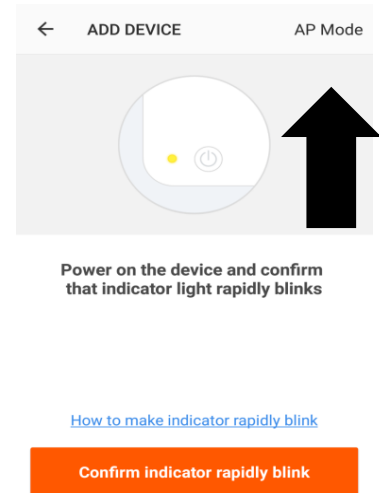 ADD DEVICE AP Mode
Power on the device and confirm
that indicator light rapidly blinks
How to make indicator rapidly blink
Confirm indicator rapidly blink